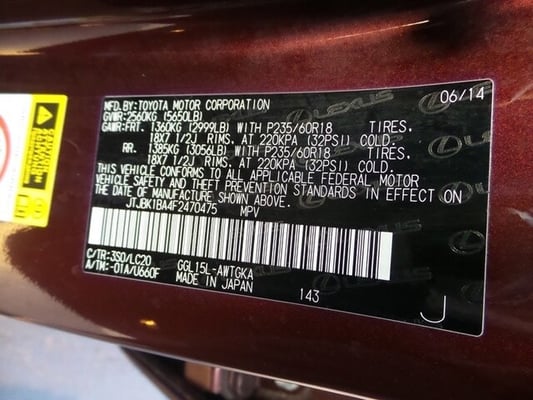 MFD. BY: TOYOTA MOTOR CORPORATION 06/14
GVWR: 2560KG (5650LB)
GAWR: FRT. 1360KG (2999LB) WITH P235/60R18 TIRES,
18X7 1/2J RIMS, AT 220KPA (32PSI) COLD.
RR. 1385KG (3056LB) WITH P235/60R18 TIRES,
18X7 1/2J RIMS, AT 220KPA (32PSI) COLD.
THIS VEHICLE CONFORMS TO ALL APPLICABLE FEDERAL MOTOR
VEHICLE SAFETY AND THEFT PREVENTION STANDARDS IN EFFECT ON
THE DATE OF MANUFACTURE SHOWN ABOVE.
JTJBK1BA4F2470475 MPV
C/TR: 3S0/LC20 GGL15L-AWTGKA
A/TM: -01A/U660F MADE IN JAPAN
143 J
LEXUS